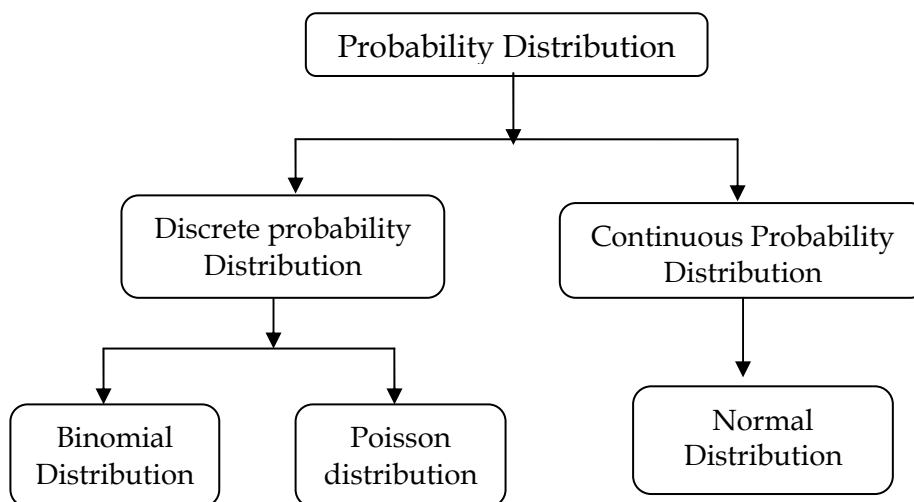 Probability Distribution
Discrete probability
Distribution
Continuous Probability
Distribution
Binomial
Distribution
Poisson
distribution
Normal
Distribution